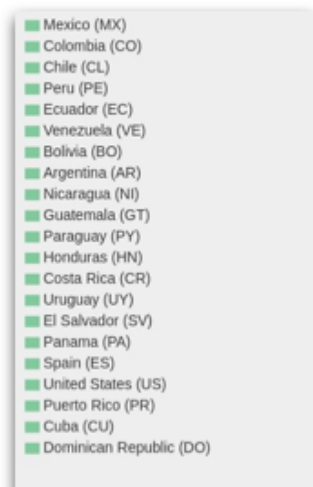 Mexico (MX)
Colombia (CO)
Chile (CL)
Peru (PE)
Ecuador (EC)
Venezuela (VE)
Bolivia (BO)
Argentina (AR)
Nicaragua (NI)
Guatemala (GT)
Paraguay (PY)
Honduras (HN)
Costa Rica (CR)
Uruguay (UY)
El Salvador (SV)
Panama (PA)
Spain (ES)
United States (US)
Puerto Rico (PR)
Cuba (CU)
Dominican Republic (DO)